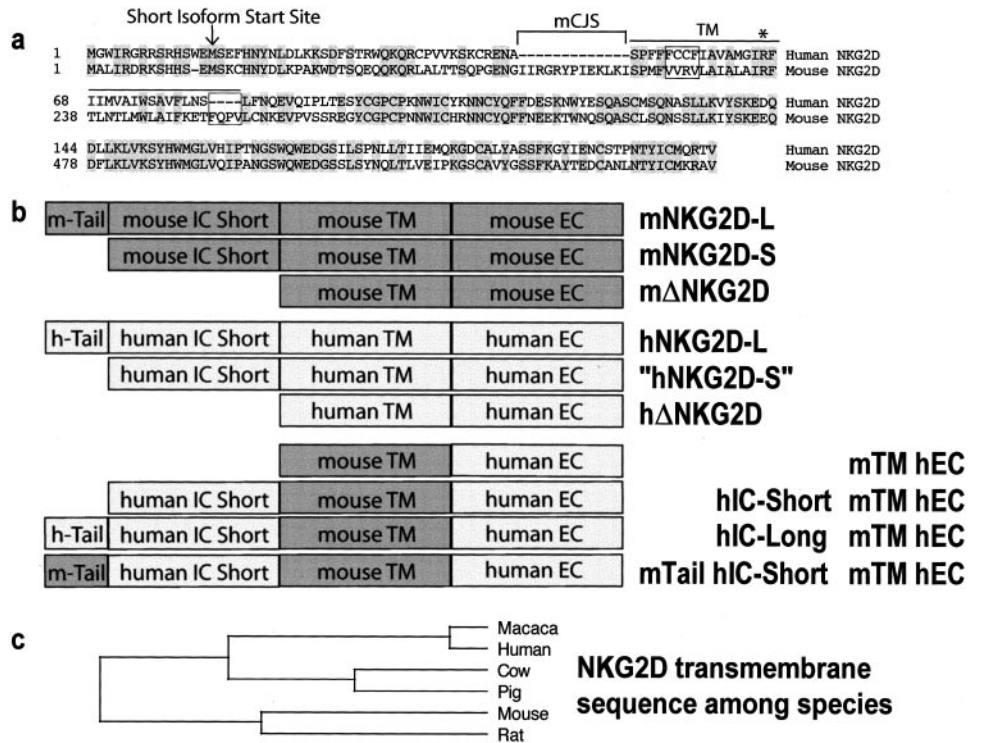 Short Isoform Start Site
mCJS
TM
*
a
1 MGWIRGRRSRHSWEMSEFHNYNLDLKKSDFSTRWQKQRCPVVKSKCRENA-------------SPFFFCCFIAVAMGIRF Human NKG2D
1 MALIRDRKSHHS-EMSKCHNYDLKPAKWDTSQEQQKQRLALTTSQPGENGIIRGRYPIEKLKISPMFVVRVLAIALAIRF Mouse NKG2D
68 IIMVAIWSAVFLNS----LFNQEVQIPLTESYCGPCPKNWICYKNNCYQFFDESKNWYESQASCMSQNASLLKVYSKEDQ Human NKG2D
238 TLNTLMWLAIFKETFQPVLCNKEVPVSSREGYCGPCPNNWICHRNNCYQFFNEEKTWNQSQASCLSQNSSLLKIYSKEEQ Mouse NKG2D
144 DLLKLVKSYHWMGLVHIPTNGSWQWEDGSILSPNLLTIIEMQKGDCALYASSFKGYIENCSTPNTYICMQRTV Human NKG2D
478 DFLKLVKSYHWMGLVQIPANGSWQWEDGSSLSYNQLTLVEIPKGSCAVYGSSFKAYTEDCANLNTYICMKRAV Mouse NKG2D
b
m-Tail mouse IC Short mouse TM mouse EC mNKG2D-L
mouse IC Short mouse TM mouse EC mNKG2D-S
mouse TM mouse EC mΔNKG2D
h-Tail human IC Short human TM human EC hNKG2D-L
human IC Short human TM human EC "hNKG2D-S"
human TM human EC hΔNKG2D
mouse TM human EC mTM hEC
human IC Short mouse TM human EC hIC-Short mTM hEC
h-Tail human IC Short mouse TM human EC hIC-Long mTM hEC
m-Tail human IC Short mouse TM human EC mTail hIC-Short mTM hEC
c
Macaca
Human
Cow
Pig
Mouse
Rat
NKG2D transmembrane
sequence among species